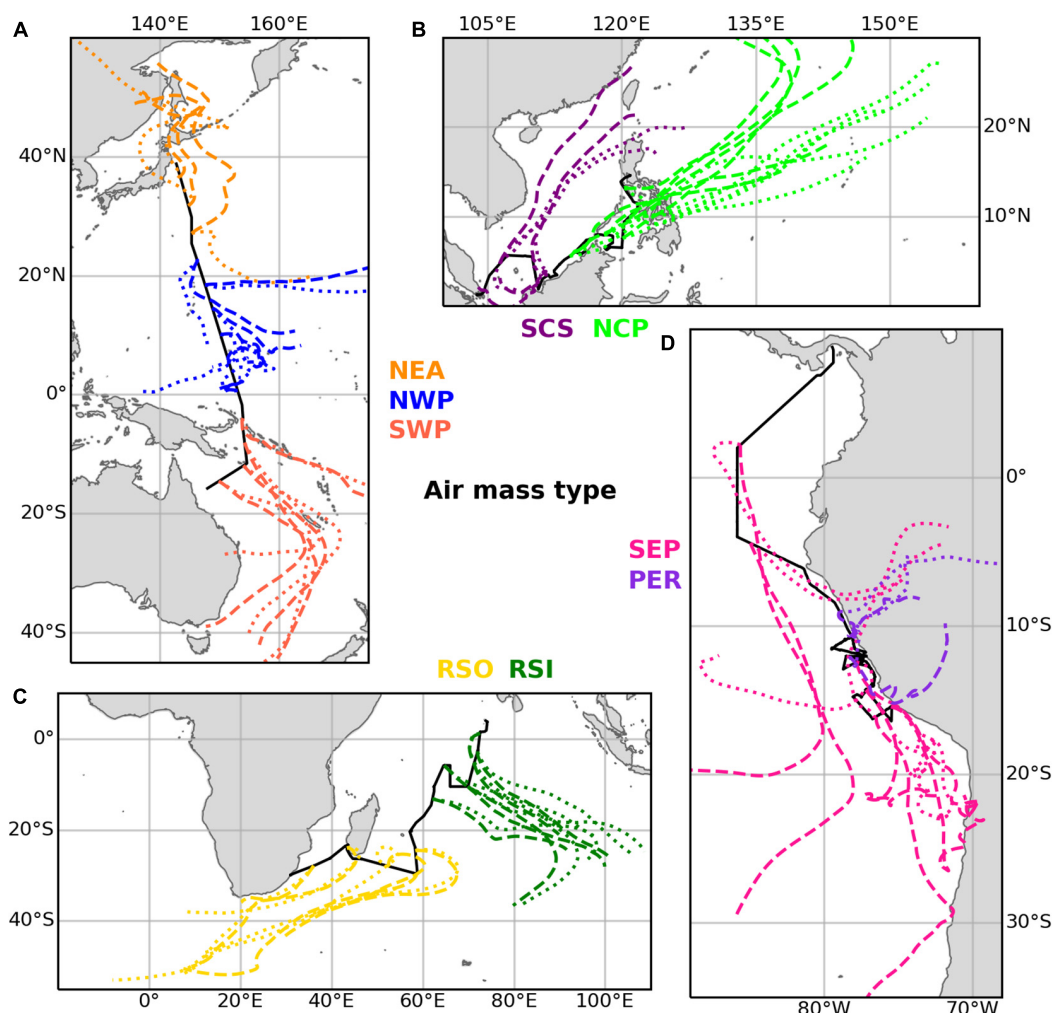 A
140°E 160°E
40°N
20°N
0°
20°S
40°S
B
105°E 120°E 135°E 150°E
20°N
10°N
SCS NCP
NEA
NWP
SWP
Air mass type
SEP
PER
RSO RSI
C
0°
20°S
40°S
0° 20°E 40°E 60°E 80°E 100°E
D
0°
10°S
20°S
30°S
80°W 70°W